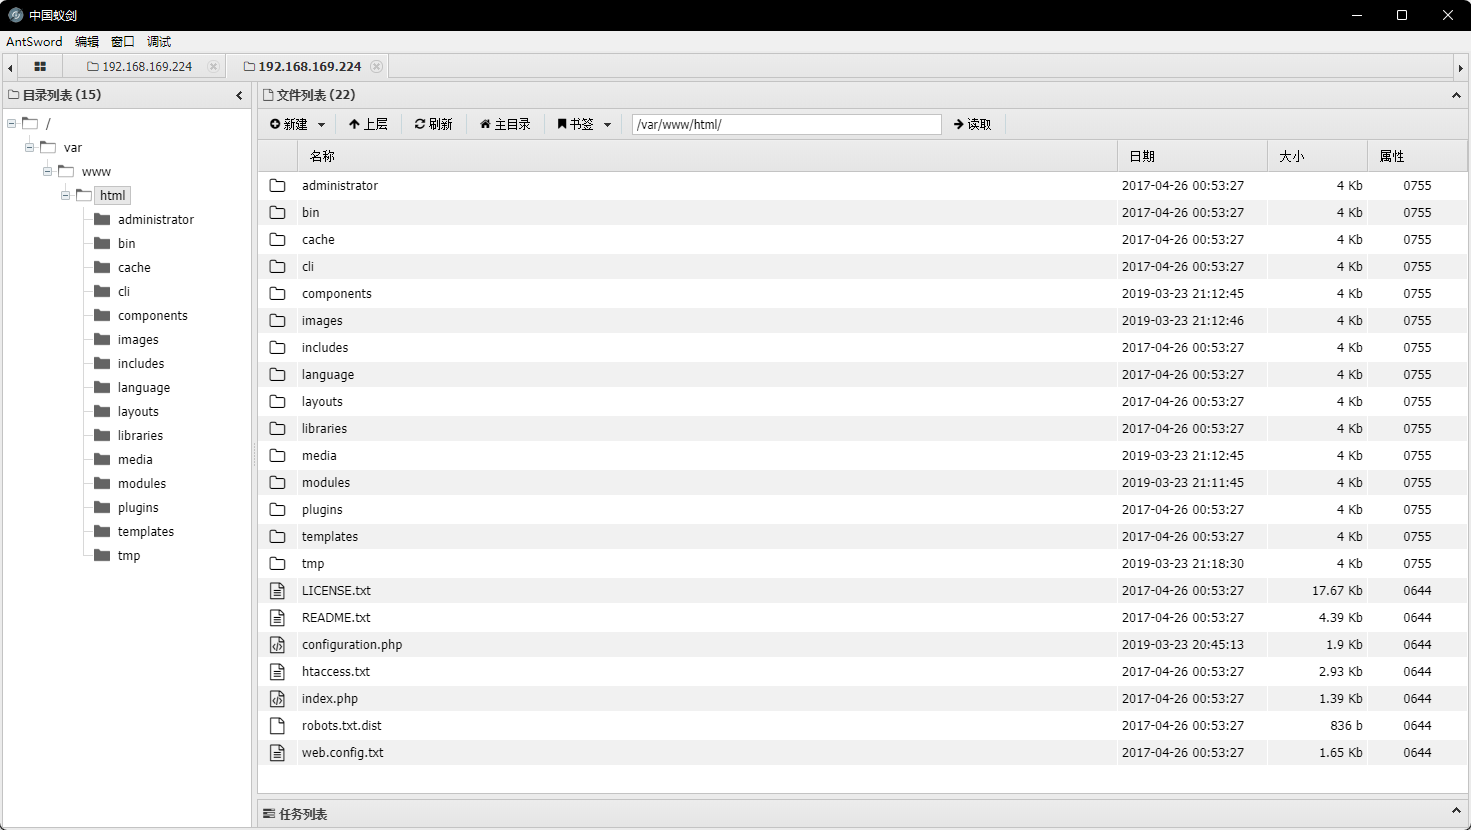 中国蚁剑
AntSword 编辑 窗口 调试
192.168.169.224 192.168.169.224
目录列表 (15)
/
var
www
html
administrator
bin
cache
cli
components
images
includes
language
layouts
libraries
media
modules
plugins
templates
tmp
文件列表 (22)
新建 上层 刷新 主目录 书签 /var/www/html/ 读取
名称 日期 大小 属性
administrator 2017-04-26 00:53:27 4 Kb 0755
bin 2017-04-26 00:53:27 4 Kb 0755
cache 2017-04-26 00:53:27 4 Kb 0755
cli 2017-04-26 00:53:27 4 Kb 0755
components 2019-03-23 21:12:45 4 Kb 0755
images 2019-03-23 21:12:46 4 Kb 0755
includes 2017-04-26 00:53:27 4 Kb 0755
language 2017-04-26 00:53:27 4 Kb 0755
layouts 2017-04-26 00:53:27 4 Kb 0755
libraries 2017-04-26 00:53:27 4 Kb 0755
media 2019-03-23 21:12:45 4 Kb 0755
modules 2019-03-23 21:11:45 4 Kb 0755
plugins 2017-04-26 00:53:27 4 Kb 0755
templates 2017-04-26 00:53:27 4 Kb 0755
tmp 2019-03-23 21:18:30 4 Kb 0755
LICENSE.txt 2017-04-26 00:53:27 17.67 Kb 0644
README.txt 2017-04-26 00:53:27 4.39 Kb 0644
configuration.php 2019-03-23 20:45:13 1.9 Kb 0644
htaccess.txt 2017-04-26 00:53:27 2.93 Kb 0644
index.php 2017-04-26 00:53:27 1.39 Kb 0644
robots.txt.dist 2017-04-26 00:53:27 836 b 0644
web.config.txt 2017-04-26 00:53:27 1.65 Kb 0644
任务列表